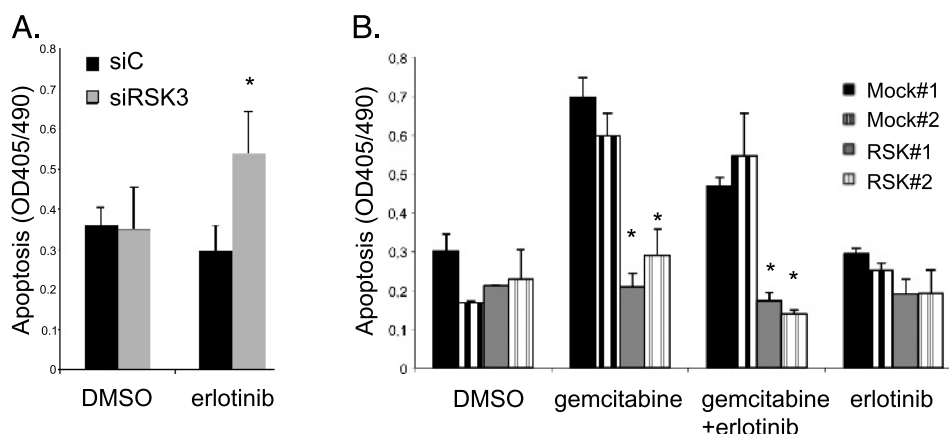 A.
Apoptosis (OD405/490)
0.8
0.7
0.6
0.5
0.4
0.3
0.2
0.1
0
siC
siRSK3
*
DMSO erlotinib
B.
Apoptosis (OD405/490)
0,8
0,7
0,6
0,5
0,4
0,3
0,2
0,1
0
* * * *
Mock#1
Mock#2
RSK#1
RSK#2
DMSO gemcitabine gemcitabine erlotinib
+erlotinib